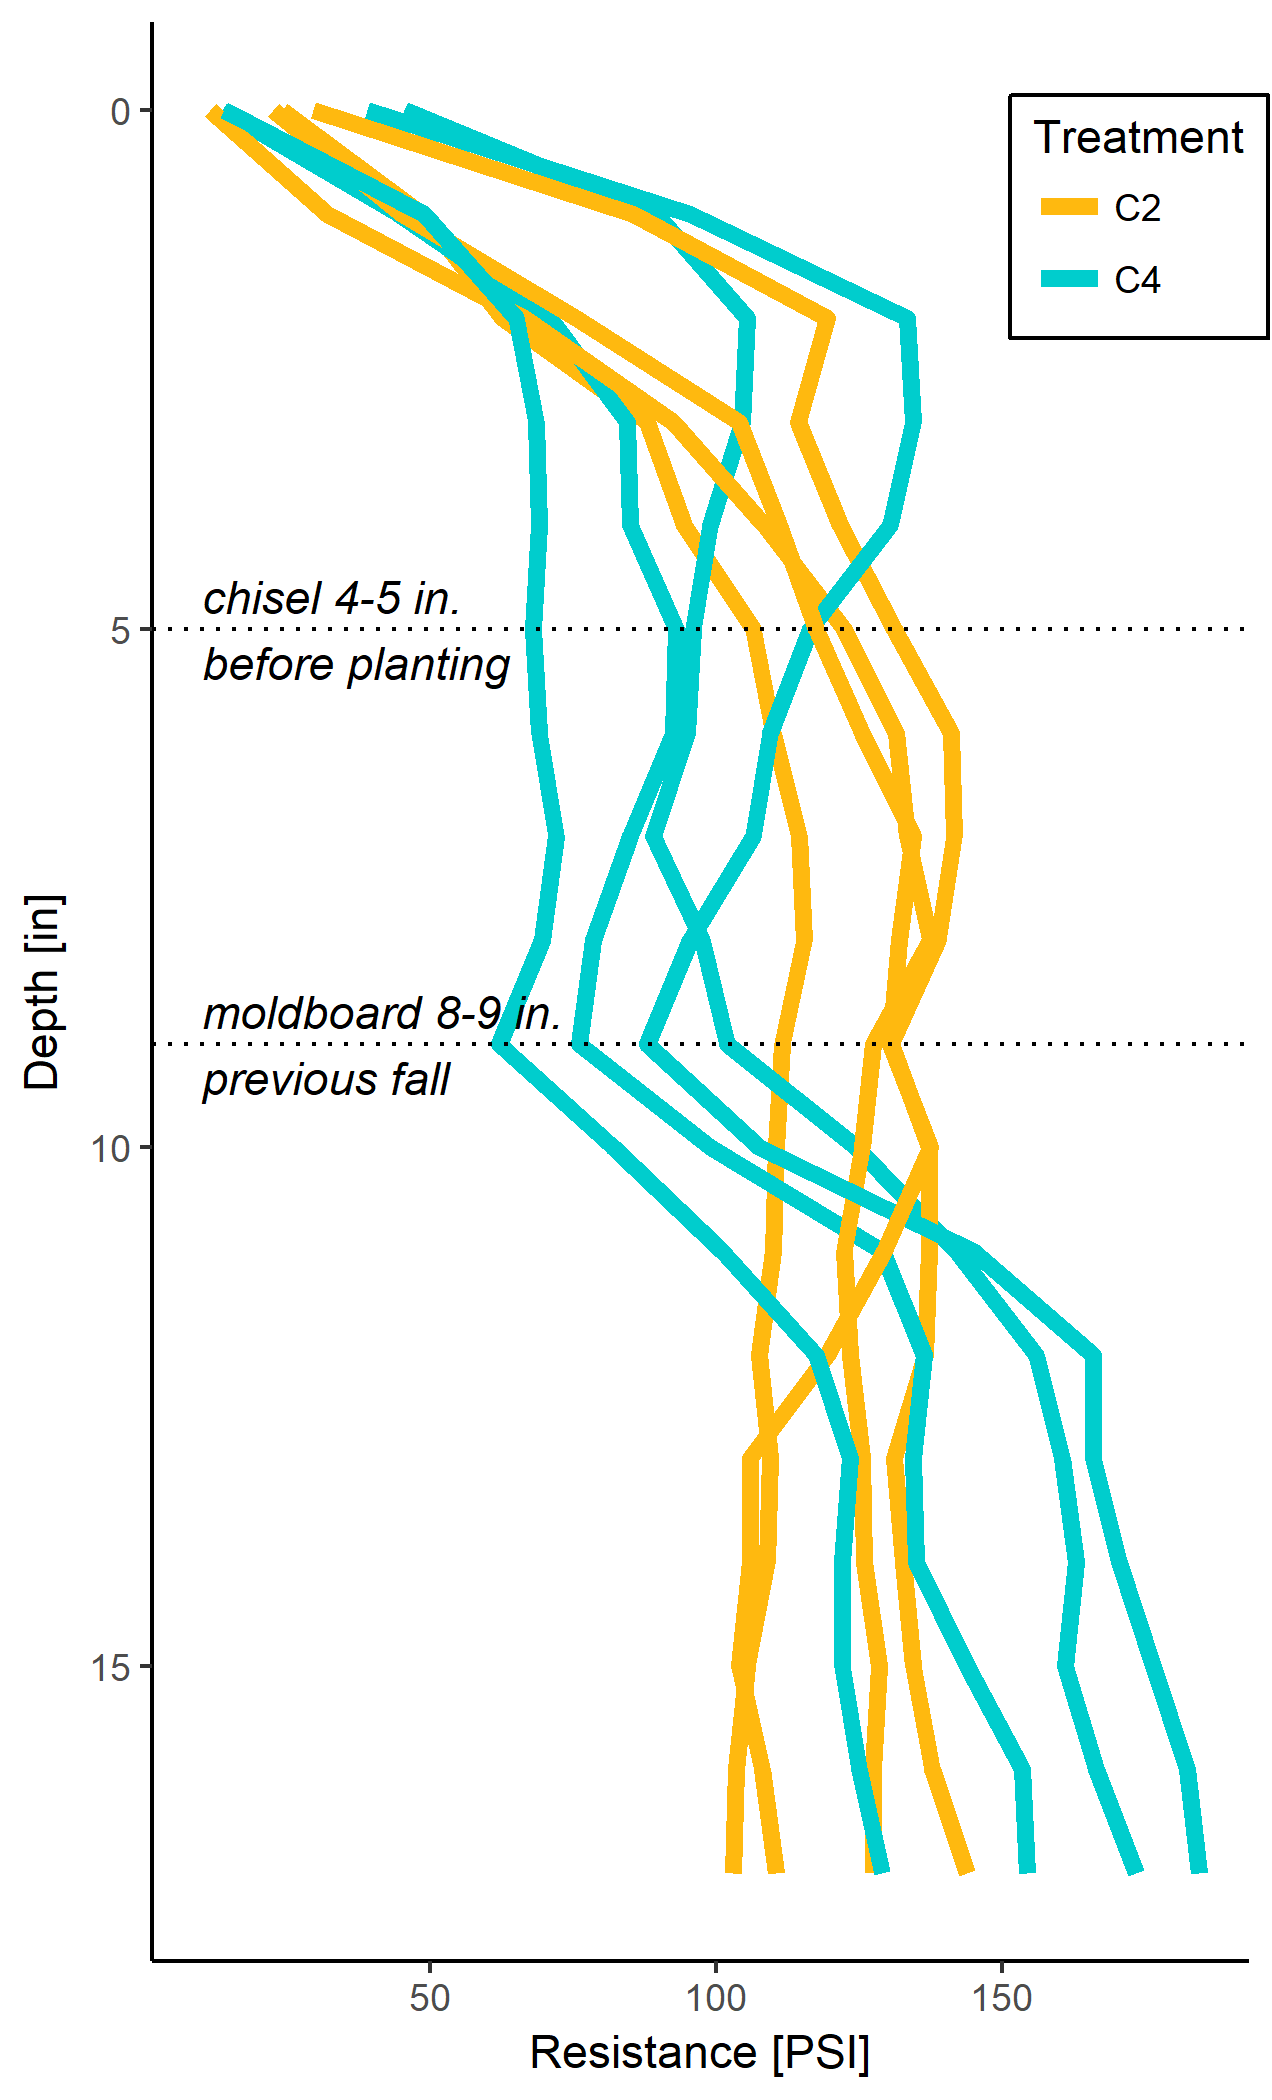 0
Treatment
C2
C4
chisel 4-5 in.
5
before planting
Depth [in]
moldboard 8-9 in.
previous fall
10
15
50 100 150
Resistance [PSI]